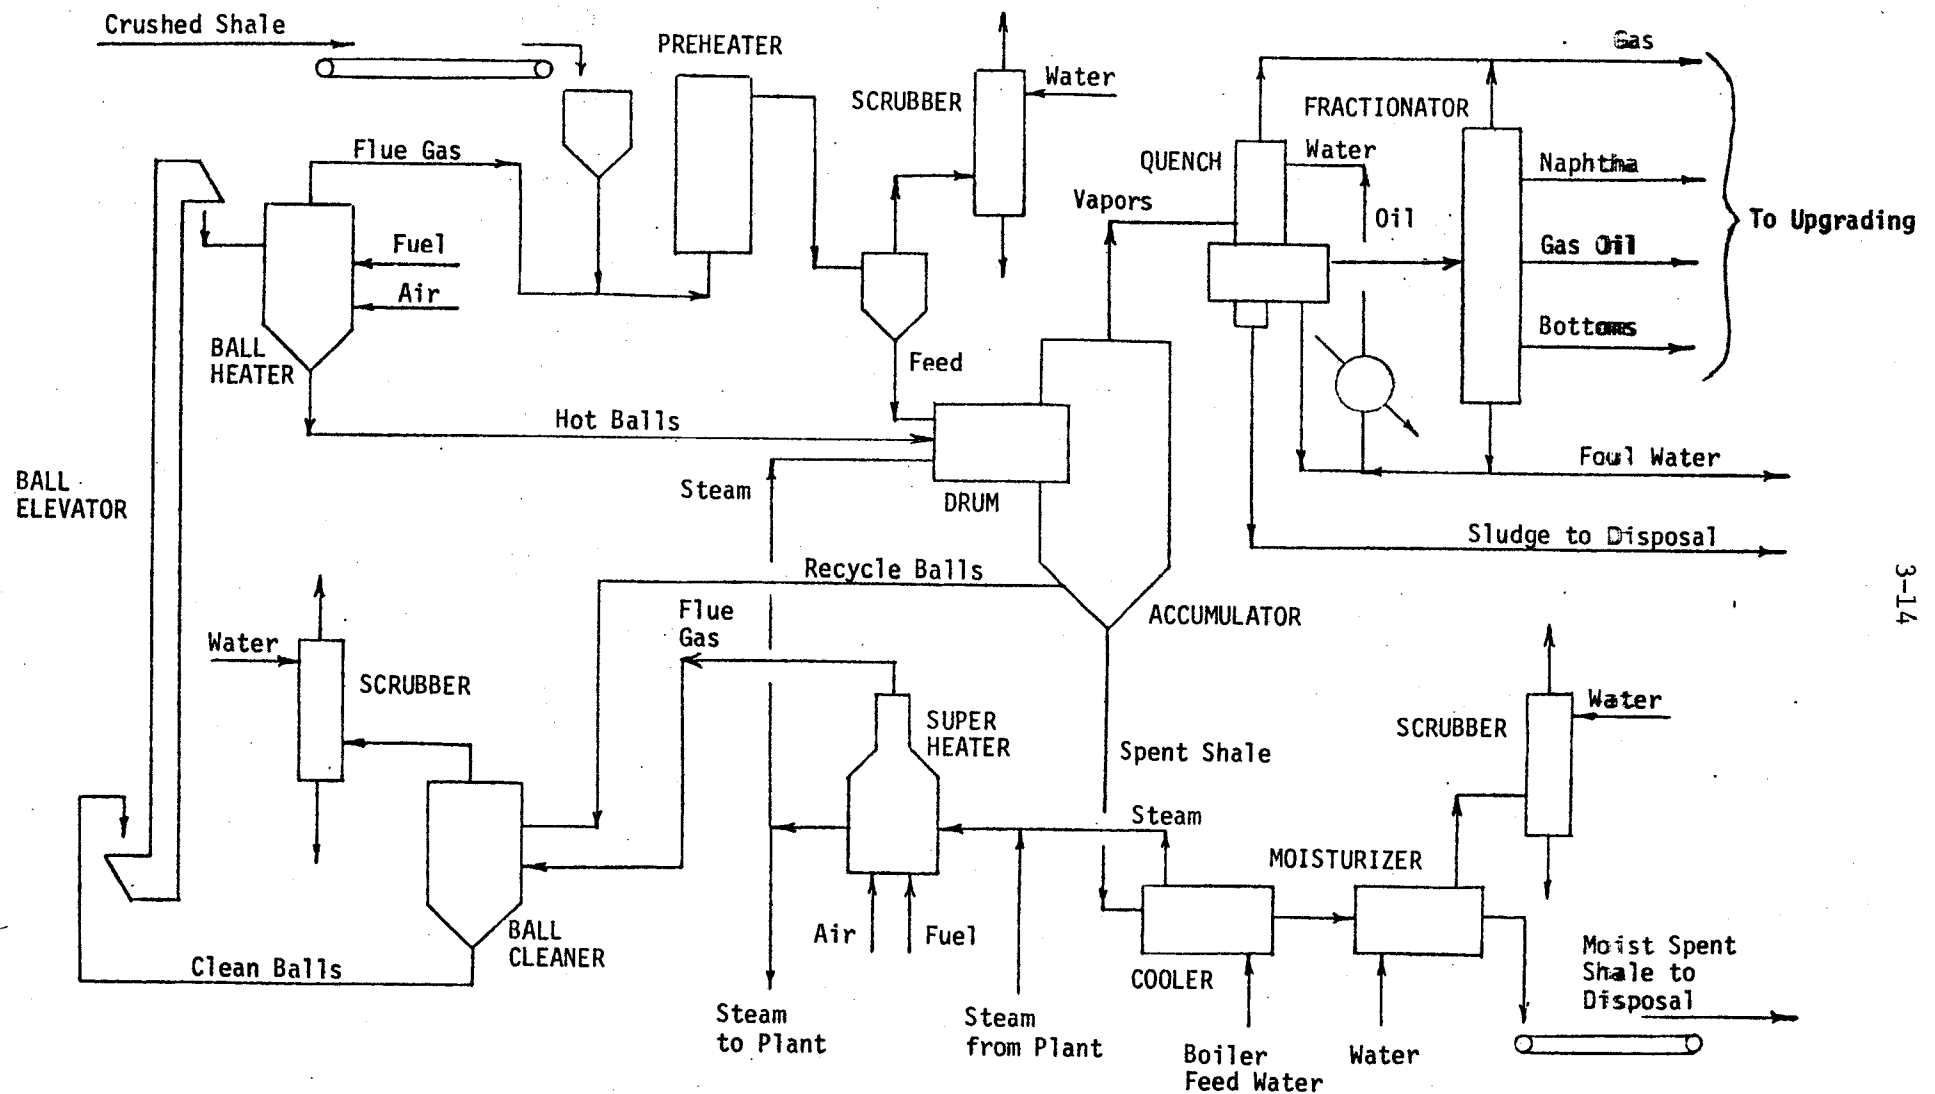 Crushed Shale
PREHEATER
SCRUBBER
Water
Gas
FRACTIONATOR
Flue Gas
QUENCH
Water
Naphtha
Vapors
Oil
To Upgrading
Fuel
Gas Oil
Air
Bottoms
BALL
HEATER
Feed
Hot Balls
Foul Water
BALL
ELEVATOR
Steam
DRUM
Sludge to Disposal
Recycle Balls
3-14
Flue
Gas
ACCUMULATOR
Water
SCRUBBER
SUPER
HEATER
SCRUBBER
Water
Spent Shale
Steam
MOISTURIZER
Air
Fuel
BALL
CLEANER
Clean Balls
COOLER
Moist Spent
Shale to
Disposal
Steam
to Plant
Steam
from Plant
Boiler
Feed Water
Water